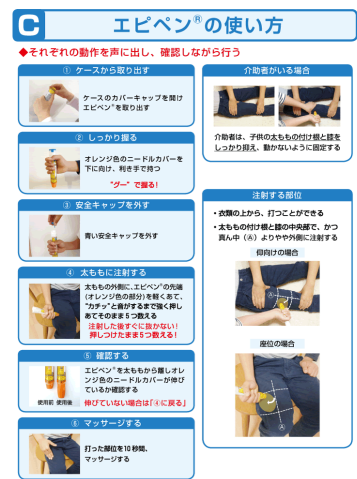 C
エピペン®の使い方
◆それぞれの動作を声に出し、確認しながら行う
① ケースから取り出す
ケースのカバーキャップを開け
エピペン®を取り出す
② しっかり握る
オレンジ色のニードルカバーを
下に向け、利き手で持つ
“グー” で握る!
③ 安全キャップを外す
青い安全キャップを外す
④ 太ももに注射する
太ももの外側に、エピペン®の先端
(オレンジ色の部分)を軽くあて、
“カチッ”と音がするまで強く押し
あてそのまま5つ数える
注射した後すぐに抜かない!
押しつけたまま5つ数える!
⑤ 確認する
エピペン®を太ももから離しオレ
ンジ色のニードルカバーが伸び
ているか確認する
使用前 使用後
伸びていない場合は「④に戻る」
⑥ マッサージする
打った部位を10秒間、
マッサージする
介助者がいる場合
介助者は、子供の太ももの付け根と膝を
しっかり抑え、動かないように固定する
注射する部位
・衣類の上から、打つことができる
・太ももの付け根と膝の中央部で、かつ
真ん中(Ⓐ)よりやや外側に注射する
仰向けの場合
Ⓐ
座位の場合
Ⓐ